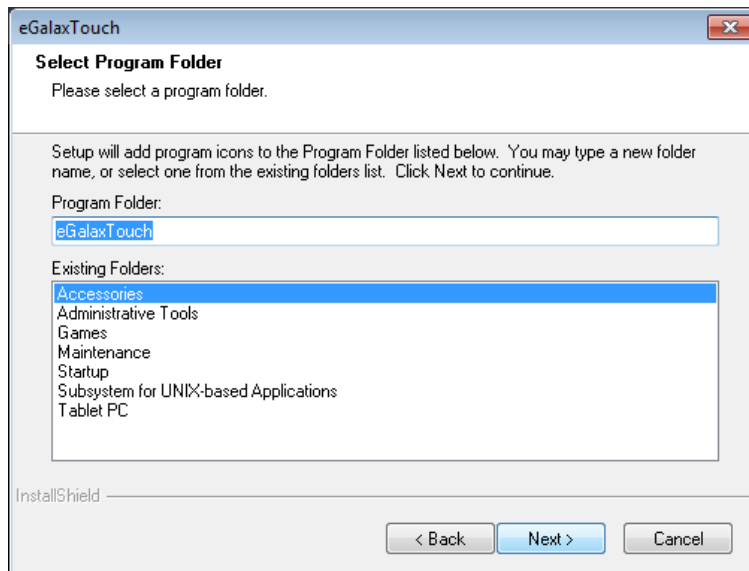 eGalaxTouch
Select Program Folder
Please select a program folder.
Setup will add program icons to the Program Folder listed below.  You may type a new folder
name, or select one from the existing folders list.  Click Next to continue.
Program Folder:
eGalaxTouch
Existing Folders:
Accessories
Administrative Tools
Games
Maintenance
Startup
Subsystem for UNIX-based Applications
Tablet PC
InstallShield
< Back Next > Cancel